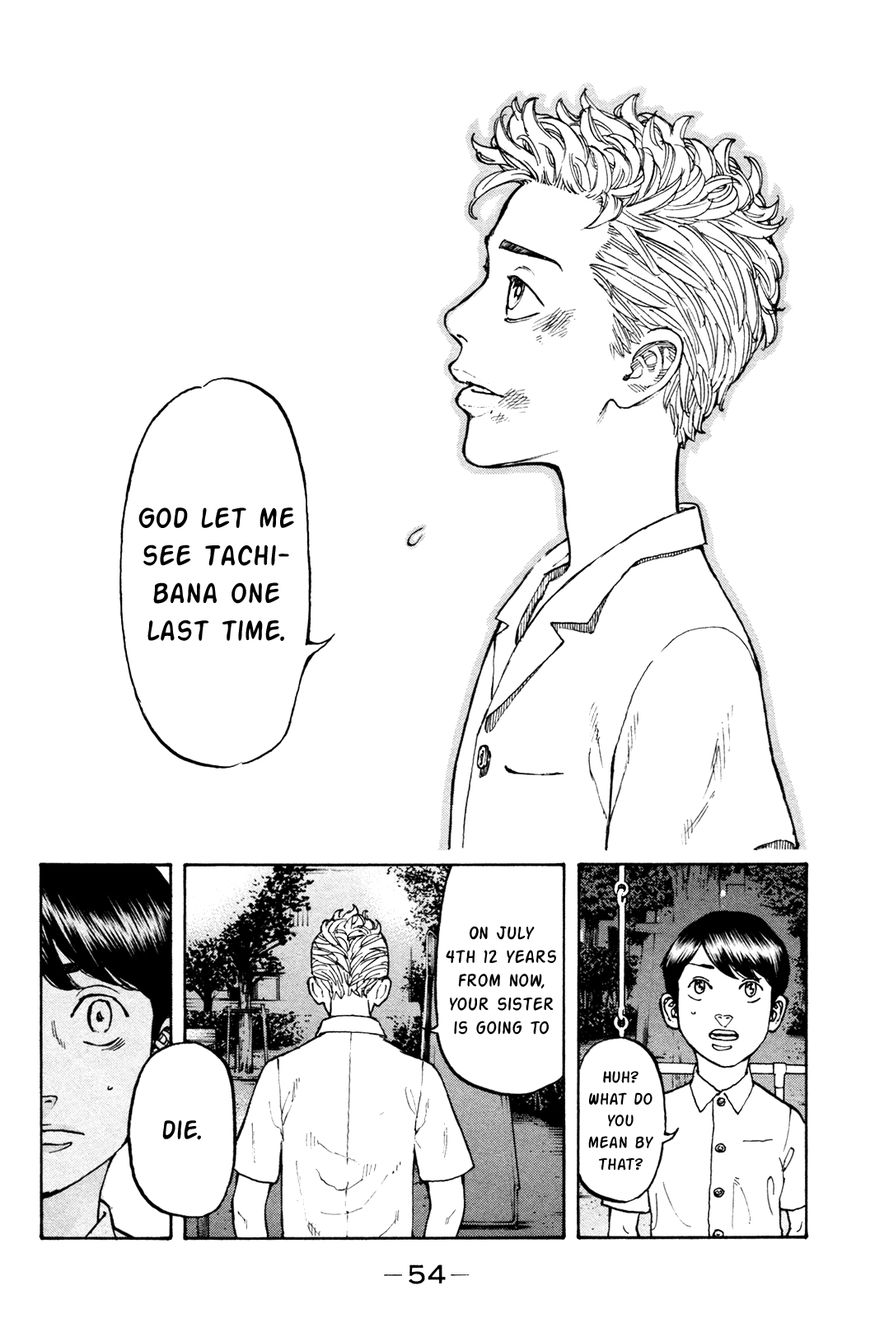 GOD LET ME
SEE TACHI-
BANA ONE
LAST TIME.
HUH?
WHAT DO
YOU
MEAN BY
THAT?
ON JULY
4TH 12 YEARS
FROM NOW,
YOUR SISTER
IS GOING TO
DIE.
—54—